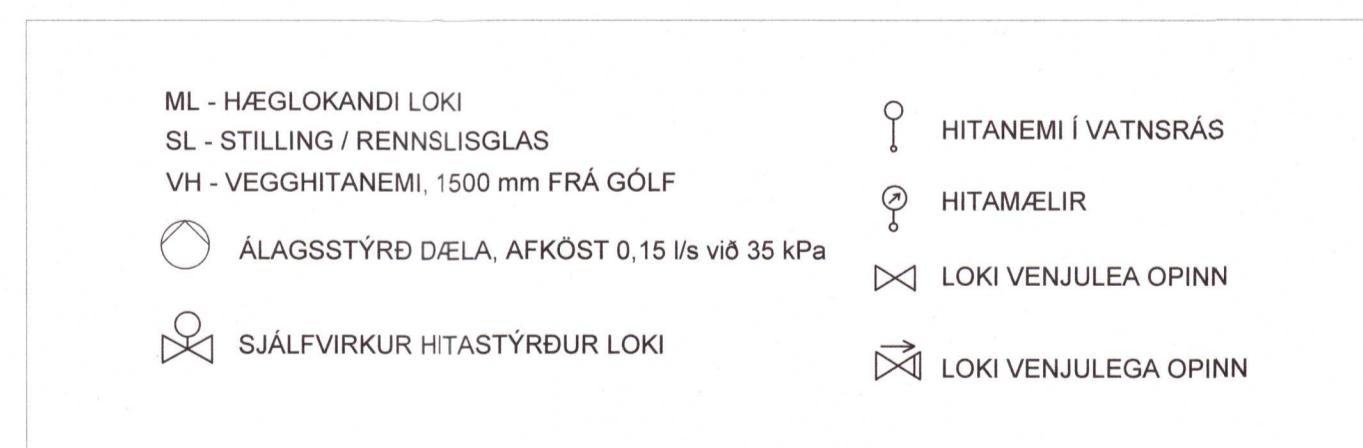 ML - HÆGLOKANDI LOKI
SL - STILLING / RENNSLISGLAS
VH - VEGGHITANEMI, 1500 mm FRÁ GÓLF
ÁLAGSSTÝRÐ DÆLA, AFKÖST 0,15 l/s við 35 kPa
SJÁLFVIRKUR HITASTÝRÐUR LOKI
HITANEMI Í VATNSRÁS
HITAMÆLIR
LOKI VENJULEA OPINN
LOKI VENJULEGA OPINN